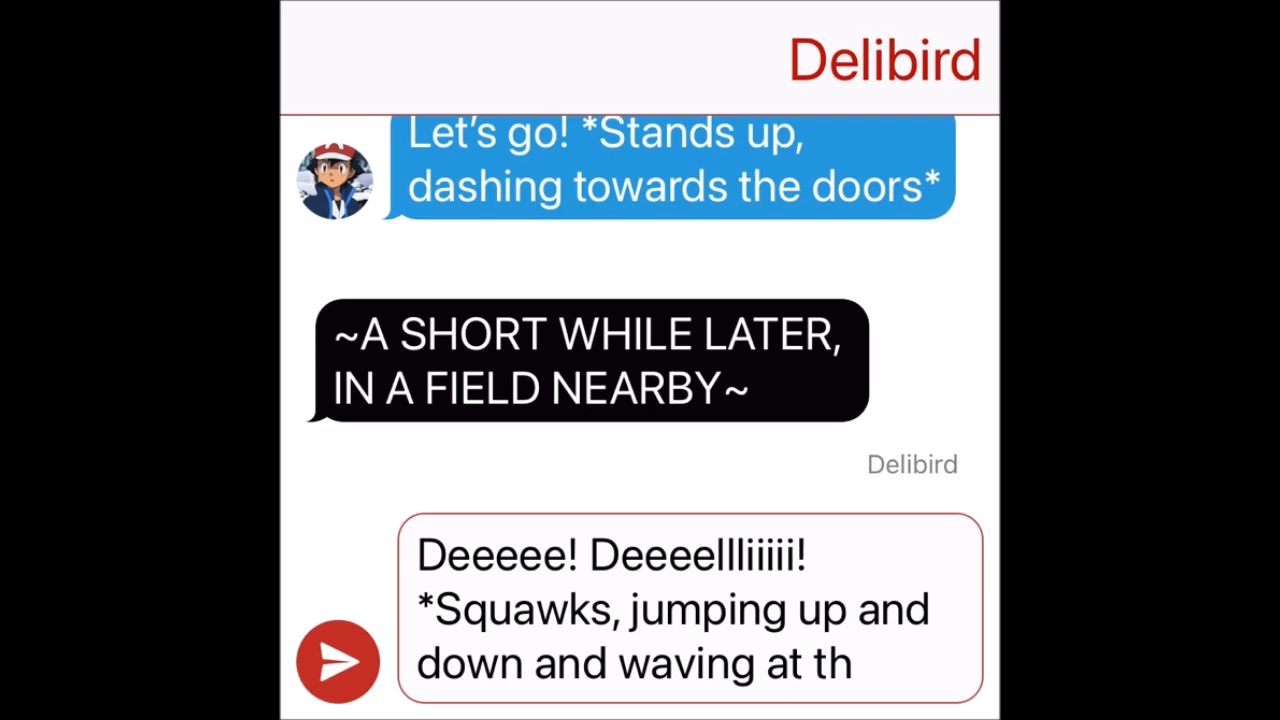 Delibird
Let’s go! *Stands up,
dashing towards the doors*
~A SHORT WHILE LATER,
IN A FIELD NEARBY~
Delibird
Deeeee! Deeeellliiiii!
*Squawks, jumping up and
down and waving at th